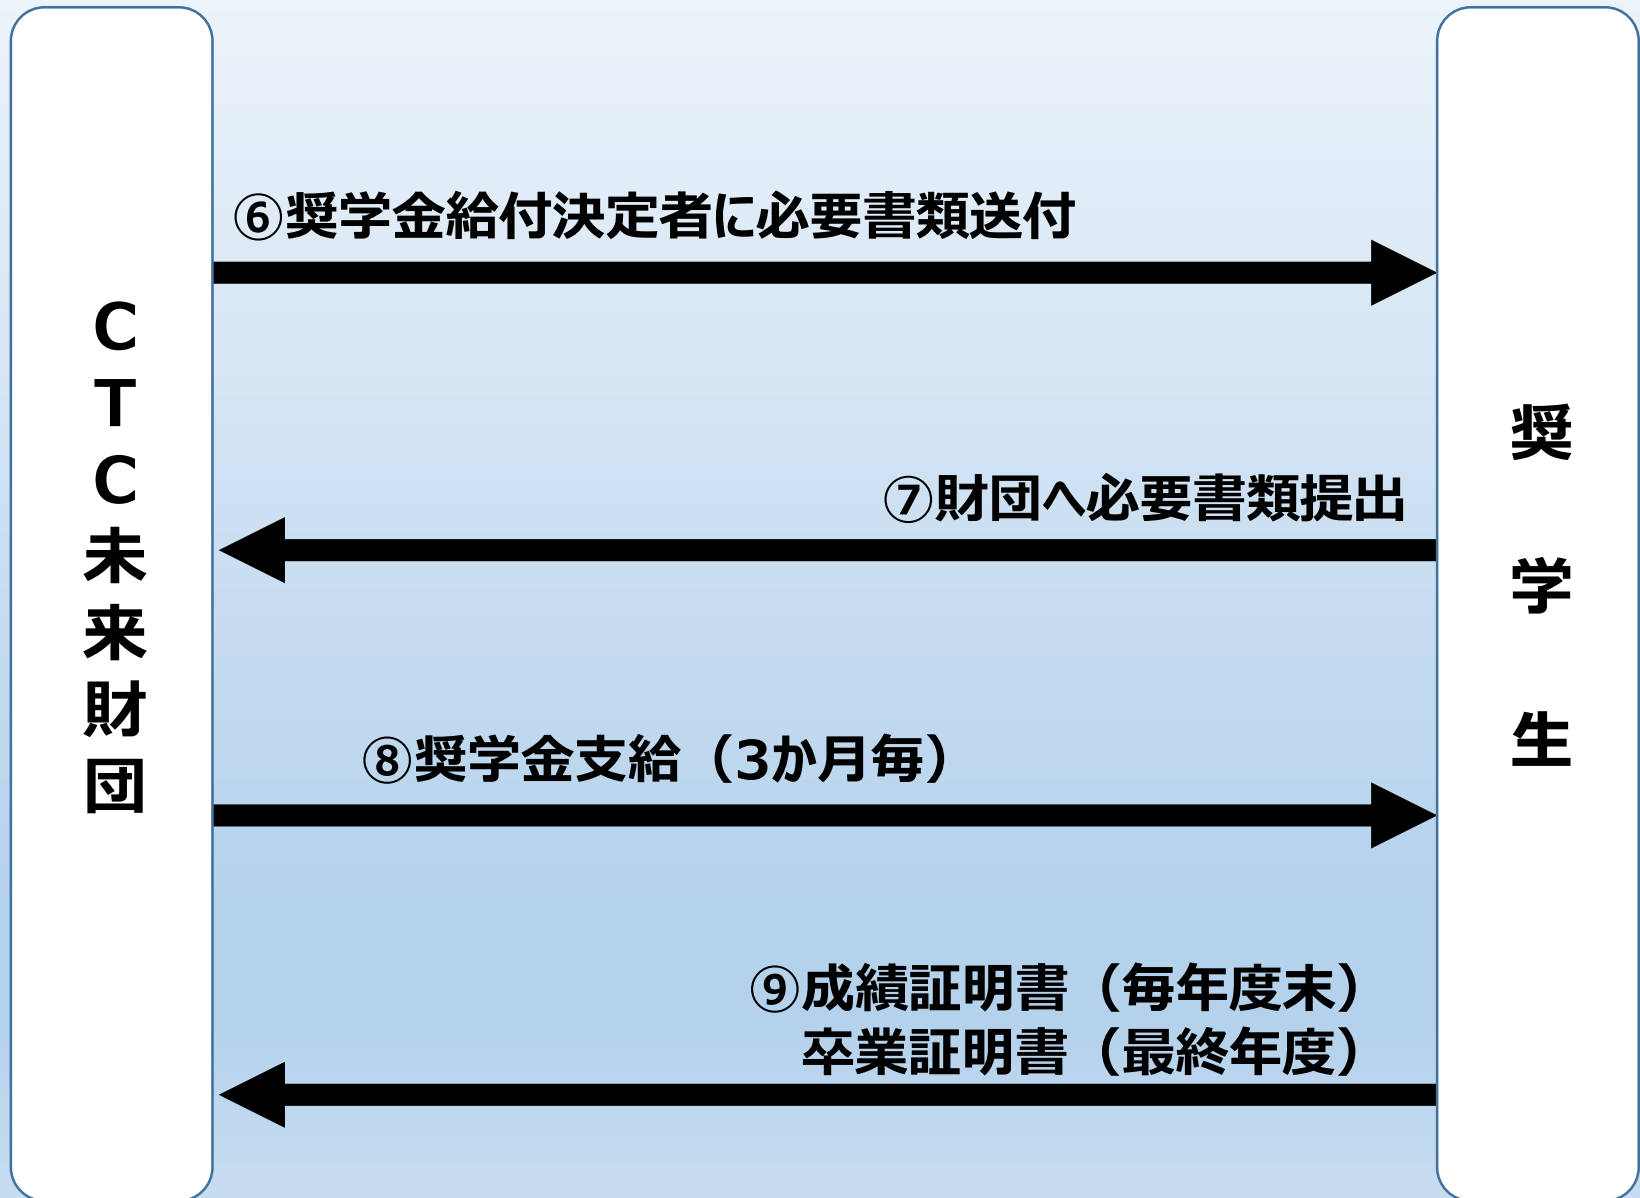 CTC未来財団
⑥奨学金給付決定者に必要書類送付
⑦財団へ必要書類提出
⑧奨学金支給（3か月毎）
⑨成績証明書（毎年度末）
卒業証明書（最終年度）
奨学生